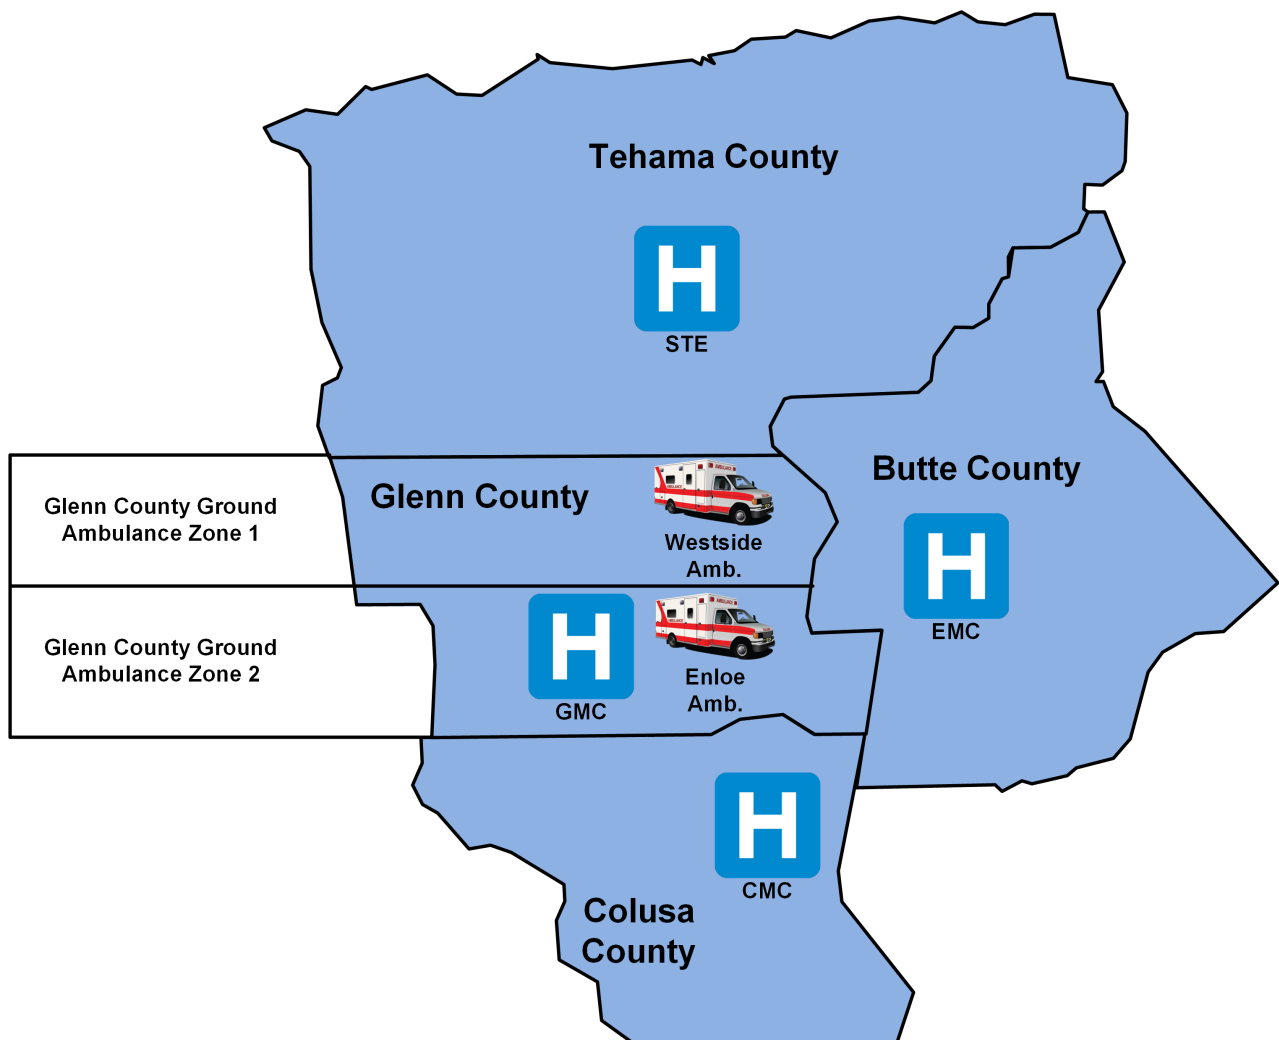 Tehama County
H
STE
Glenn County Ground
Ambulance Zone 1
Glenn County
Westside
Amb.
Butte County
H
EMC
Glenn County Ground
Ambulance Zone 2
H
GMC
Enloe
Amb.
H
CMC
Colusa
County